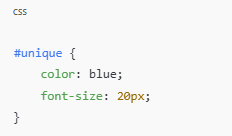 css
#unique {
    color: blue;
    font-size: 20px;
}